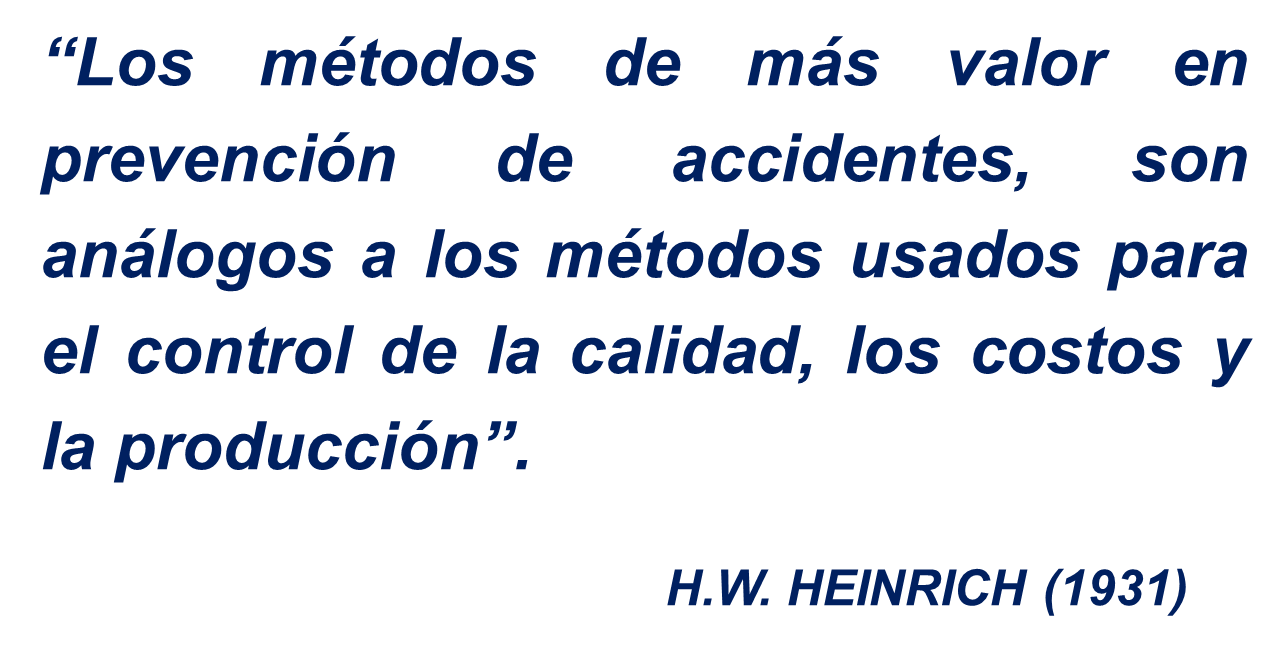 “Los métodos de más valor en
prevención de accidentes, son
análogos a los métodos usados para
el control de la calidad, los costos y
la producción”.
H.W. HEINRICH (1931)